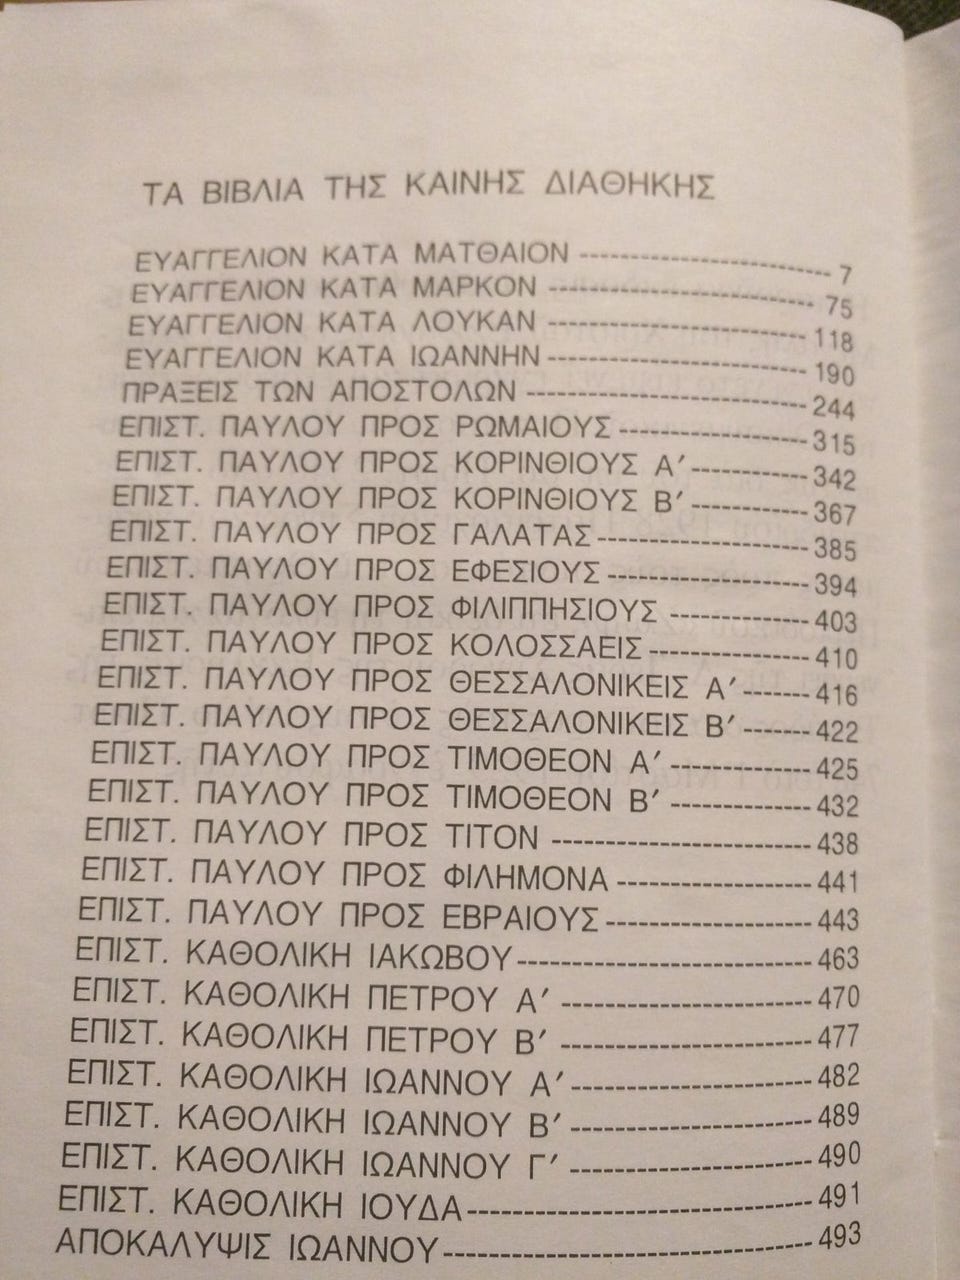 ΤΑ ΒΙΒΛΙΑ ΤΗΣ ΚΑΙΝΗΣ ΔΙΑΘΗΚΗΣ
ΕΥΑΓΓΕΛΙΟΝ ΚΑΤΑ ΜΑΤΘΑΙΟΝ -------------------- 7
ΕΥΑΓΓΕΛΙΟΝ ΚΑΤΑ ΜΑΡΚΟΝ --------------------- 75
ΕΥΑΓΓΕΛΙΟΝ ΚΑΤΑ ΛΟΥΚΑΝ --------------------- 118
ΕΥΑΓΓΕΛΙΟΝ ΚΑΤΑ ΙΩΑΝΝΗΝ --------------------- 190
ΠΡΑΞΕΙΣ ΤΩΝ ΑΠΟΣΤΟΛΩΝ ----------------------- 244
ΕΠΙΣΤ. ΠΑΥΛΟΥ ΠΡΟΣ ΡΩΜΑΙΟΥΣ --------------- 315
ΕΠΙΣΤ. ΠΑΥΛΟΥ ΠΡΟΣ ΚΟΡΙΝΘΙΟΥΣ Α΄--------- 342
ΕΠΙΣΤ. ΠΑΥΛΟΥ ΠΡΟΣ ΚΟΡΙΝΘΙΟΥΣ Β΄--------- 367
ΕΠΙΣΤ. ΠΑΥΛΟΥ ΠΡΟΣ ΓΑΛΑΤΑΣ----------------- 385
ΕΠΙΣΤ. ΠΑΥΛΟΥ ΠΡΟΣ ΕΦΕΣΙΟΥΣ ---------------- 394
ΕΠΙΣΤ. ΠΑΥΛΟΥ ΠΡΟΣ ΦΙΛΙΠΠΗΣΙΟΥΣ ----------- 403
ΕΠΙΣΤ. ΠΑΥΛΟΥ ΠΡΟΣ ΚΟΛΟΣΣΑΕΙΣ------------- 410
ΕΠΙΣΤ. ΠΑΥΛΟΥ ΠΡΟΣ ΘΕΣΣΑΛΟΝΙΚΕΙΣ Α΄------ 416
ΕΠΙΣΤ. ΠΑΥΛΟΥ ΠΡΟΣ ΘΕΣΣΑΛΟΝΙΚΕΙΣ Β΄------ 422
ΕΠΙΣΤ. ΠΑΥΛΟΥ ΠΡΟΣ ΤΙΜΟΘΕΟΝ Α΄ ----------- 425
ΕΠΙΣΤ. ΠΑΥΛΟΥ ΠΡΟΣ ΤΙΜΟΘΕΟΝ Β΄ ----------- 432
ΕΠΙΣΤ. ΠΑΥΛΟΥ ΠΡΟΣ ΤΙΤΟΝ --------------------- 438
ΕΠΙΣΤ. ΠΑΥΛΟΥ ΠΡΟΣ ΦΙΛΗΜΟΝΑ --------------- 441
ΕΠΙΣΤ. ΠΑΥΛΟΥ ΠΡΟΣ ΕΒΡΑΙΟΥΣ---------------- 443
ΕΠΙΣΤ. ΚΑΘΟΛΙΚΗ ΙΑΚΩΒΟΥ----------------------- 463
ΕΠΙΣΤ. ΚΑΘΟΛΙΚΗ ΠΕΤΡΟΥ Α΄ ------------------- 470
ΕΠΙΣΤ. ΚΑΘΟΛΙΚΗ ΠΕΤΡΟΥ Β΄ ------------------- 477
ΕΠΙΣΤ. ΚΑΘΟΛΙΚΗ ΙΩΑΝΝΟΥ Α΄------------------- 482
ΕΠΙΣΤ. ΚΑΘΟΛΙΚΗ ΙΩΑΝΝΟΥ Β΄------------------- 489
ΕΠΙΣΤ. ΚΑΘΟΛΙΚΗ ΙΩΑΝΝΟΥ Γ΄------------------- 490
ΕΠΙΣΤ. ΚΑΘΟΛΙΚΗ ΙΟΥΔΑ-------------------------- 491
ΑΠΟΚΑΛΥΨΙΣ ΙΩΑΝΝΟΥ---------------------------- 493